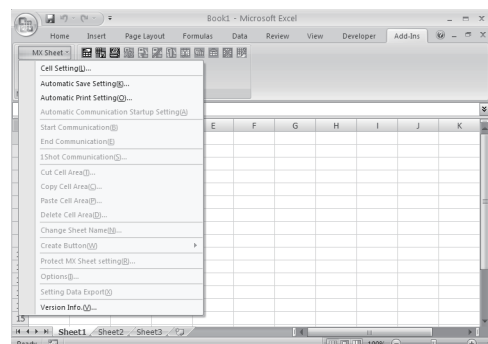 Book1 - Microsoft Excel
Home Insert Page Layout Formulas Data Review View Developer Add-Ins
MX Sheet
Cell Setting(L)...
Automatic Save Setting(K)...
Automatic Print Setting(O)...
Automatic Communication Startup Setting(A)
Start Communication(B)
End Communication(E)
1Shot Communication(S)...
Cut Cell Area(T)...
Copy Cell Area(C)...
Paste Cell Area(P)...
Delete Cell Area(D)...
Change Sheet Name(N)...
Create Button(W)
Protect MX Sheet setting(R)...
Options(I)...
Setting Data Export(X)
Version Info.(V)...
E F G H I J K
15
Sheet1 Sheet2 Sheet3
Ready 100%